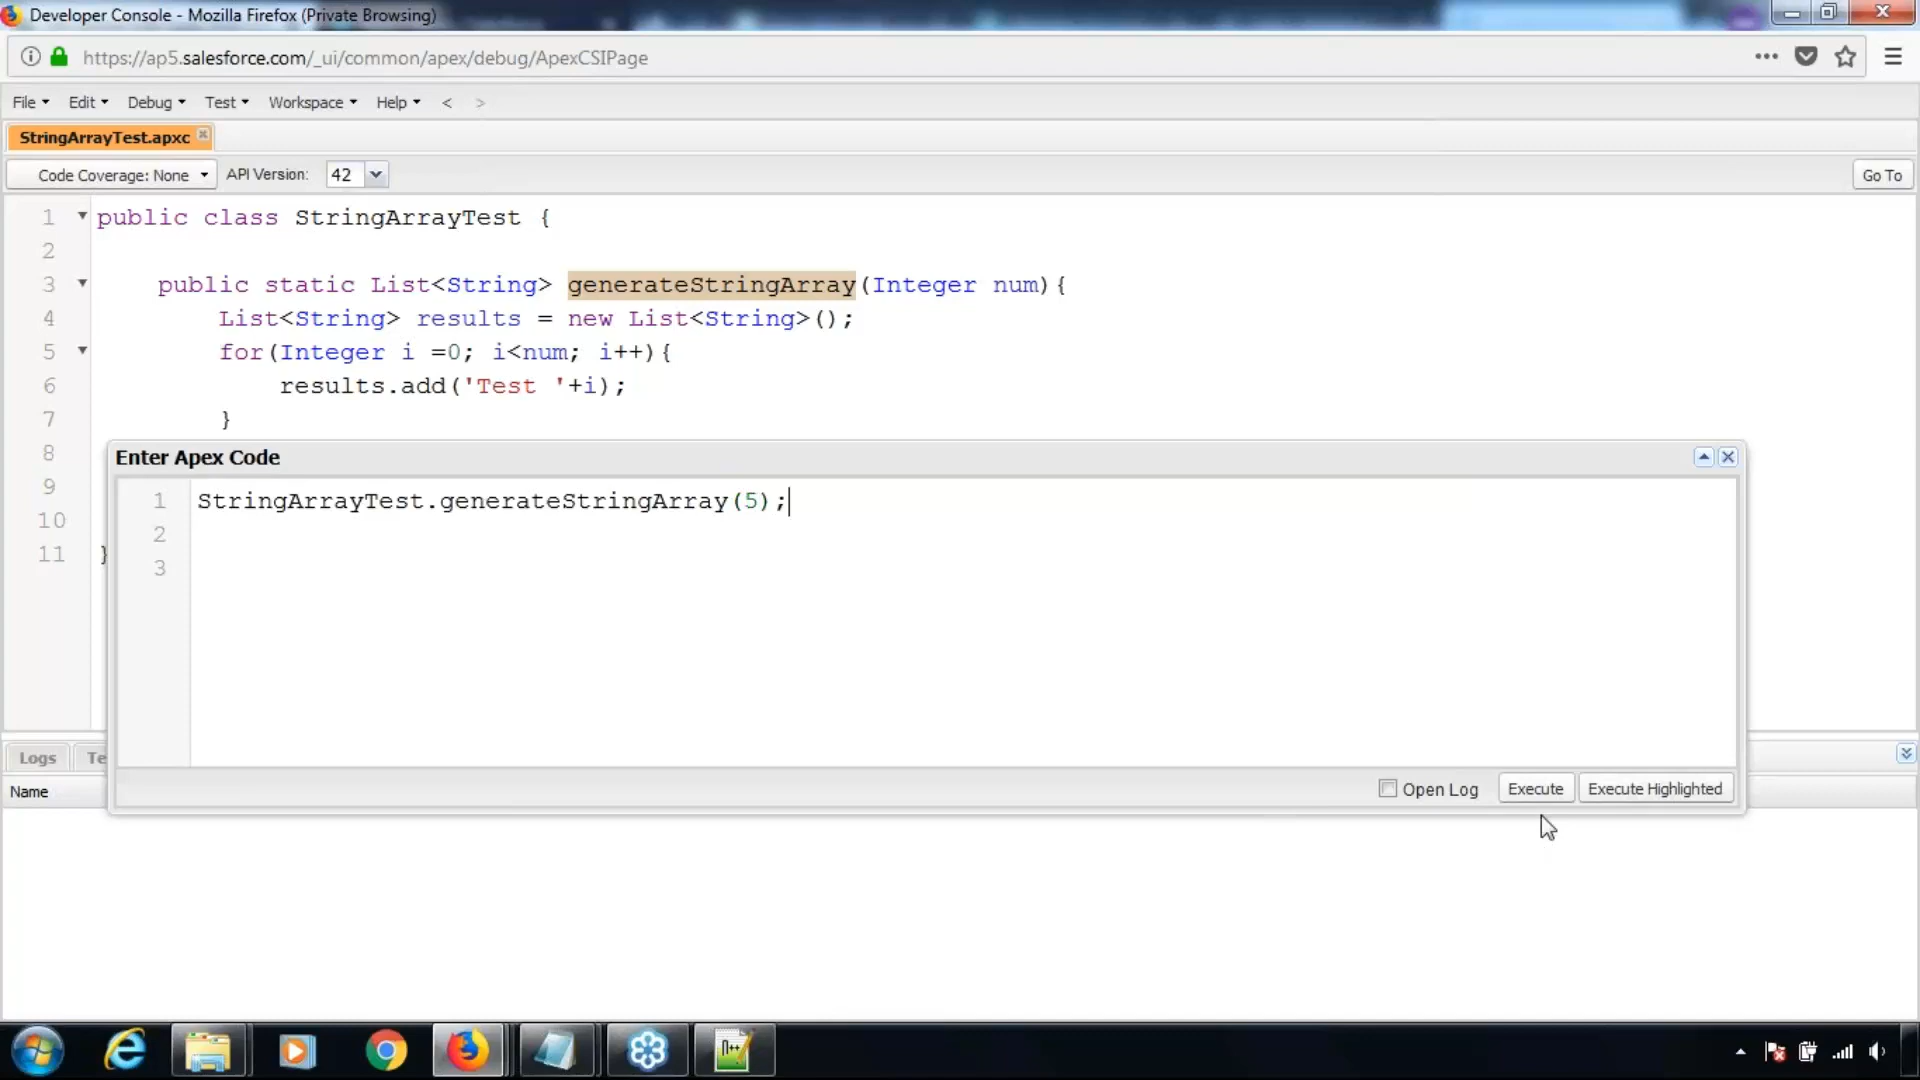 Developer Console - Mozilla Firefox (Private Browsing)
https://ap5.salesforce.com/_ui/common/apex/debug/ApexCSIPage
File Edit Debug Test Workspace Help < >
StringArrayTest.apxc
Code Coverage: None API Version: 42 Go To
1 public class StringArrayTest {
2
3 public static List<String> generateStringArray(Integer num){
4 List<String> results = new List<String>();
5 for(Integer i =0; i<num; i++){
6 results.add('Test '+i);
7 }
8
9
10
11 }
Enter Apex Code
1 StringArrayTest.generateStringArray(5);
2
3
Open Log Execute Execute Highlighted
Logs Te
Name